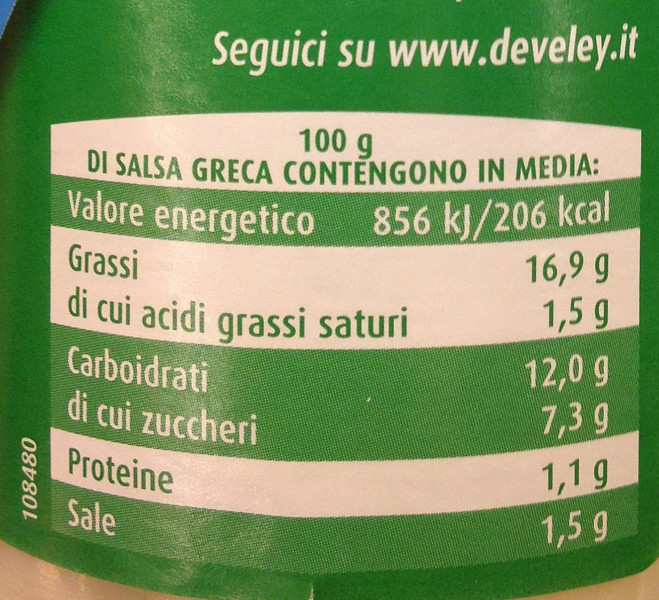 Seguici su www.develey.it
100 g
DI SALSA GRECA CONTENGONO IN MEDIA:
Valore energetico 856 kJ/206 kcal
Grassi 16,9 g
di cui acidi grassi saturi 1,5 g
Carboidrati 12,0 g
di cui zuccheri 7,3 g
Proteine 1,1 g
Sale 1,5 g
108480